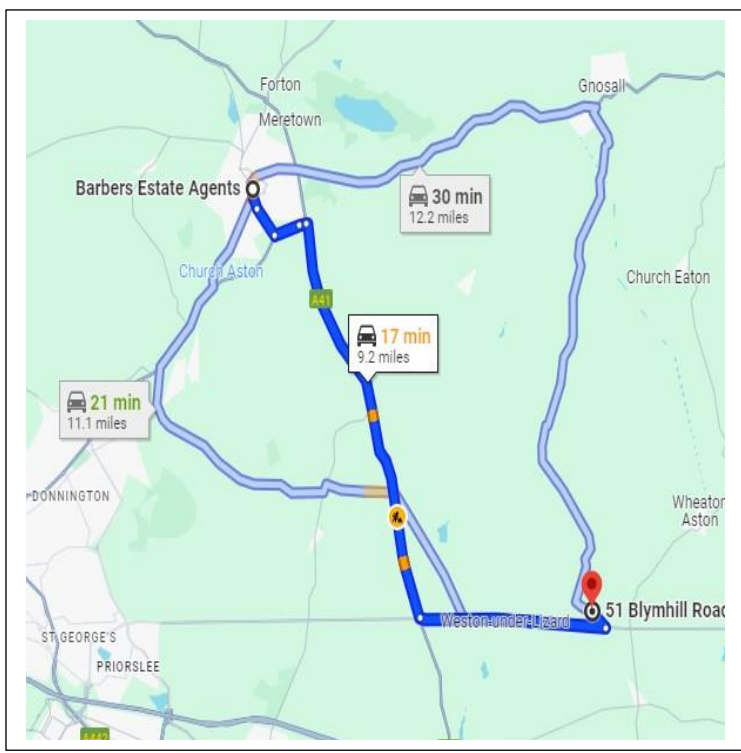 Forton
Meretown
Gnosall
Barbers Estate Agents
30 min
12.2 miles
Church Aston
Church Eaton
A41
17 min
9.2 miles
21 min
11.1 miles
DONNINGTON
Wheaton
Aston
51 Blymhill Road
Weston-under-Lizard
ST GEORGE'S
PRIORSLEE
A442